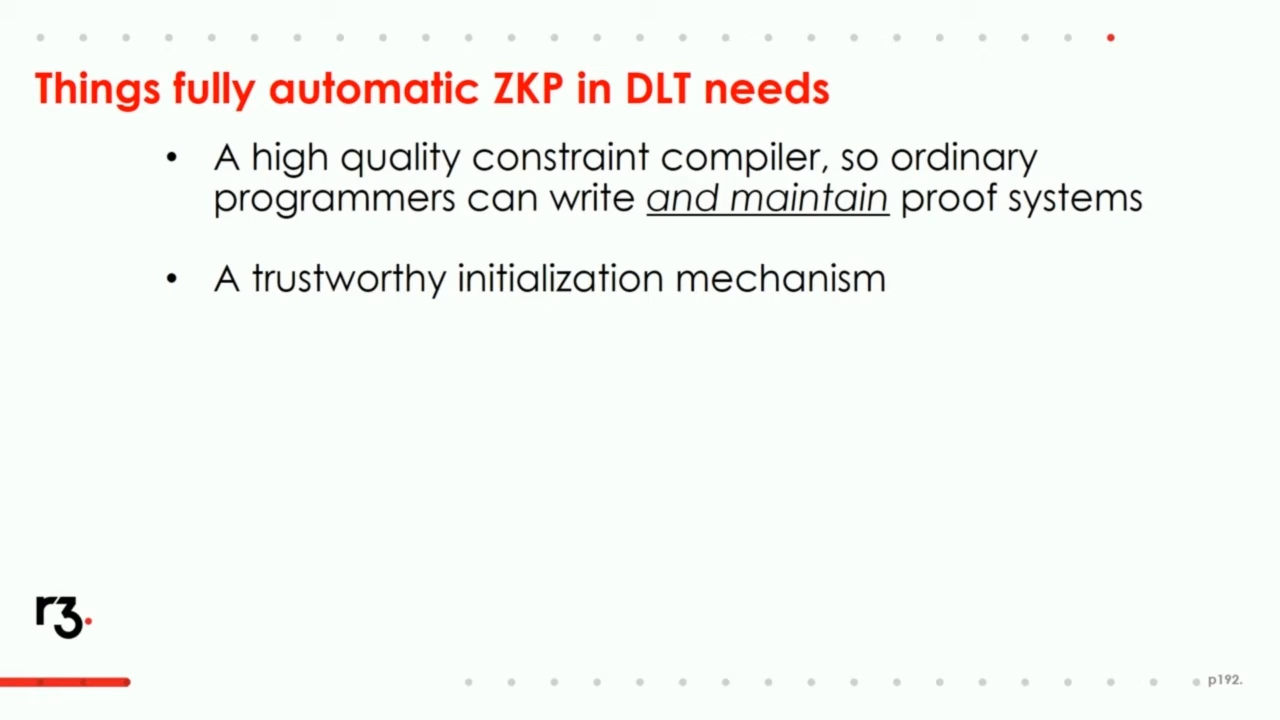 Things fully automatic ZKP in DLT needs
• A high quality constraint compiler, so ordinary
programmers can write and maintain proof systems
• A trustworthy initialization mechanism
r3.
p192.